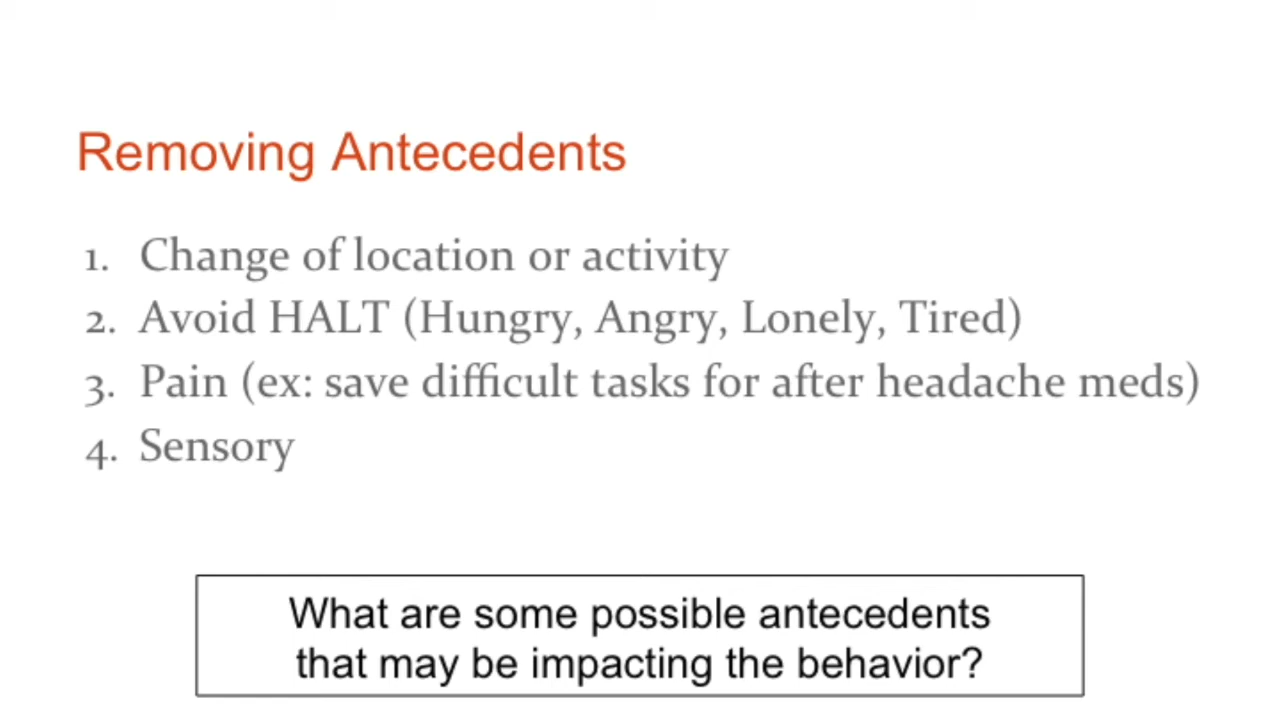 Removing Antecedents
1. Change of location or activity
2. Avoid HALT (Hungry, Angry, Lonely, Tired)
3. Pain (ex: save difficult tasks for after headache meds)
4. Sensory
What are some possible antecedents
that may be impacting the behavior?